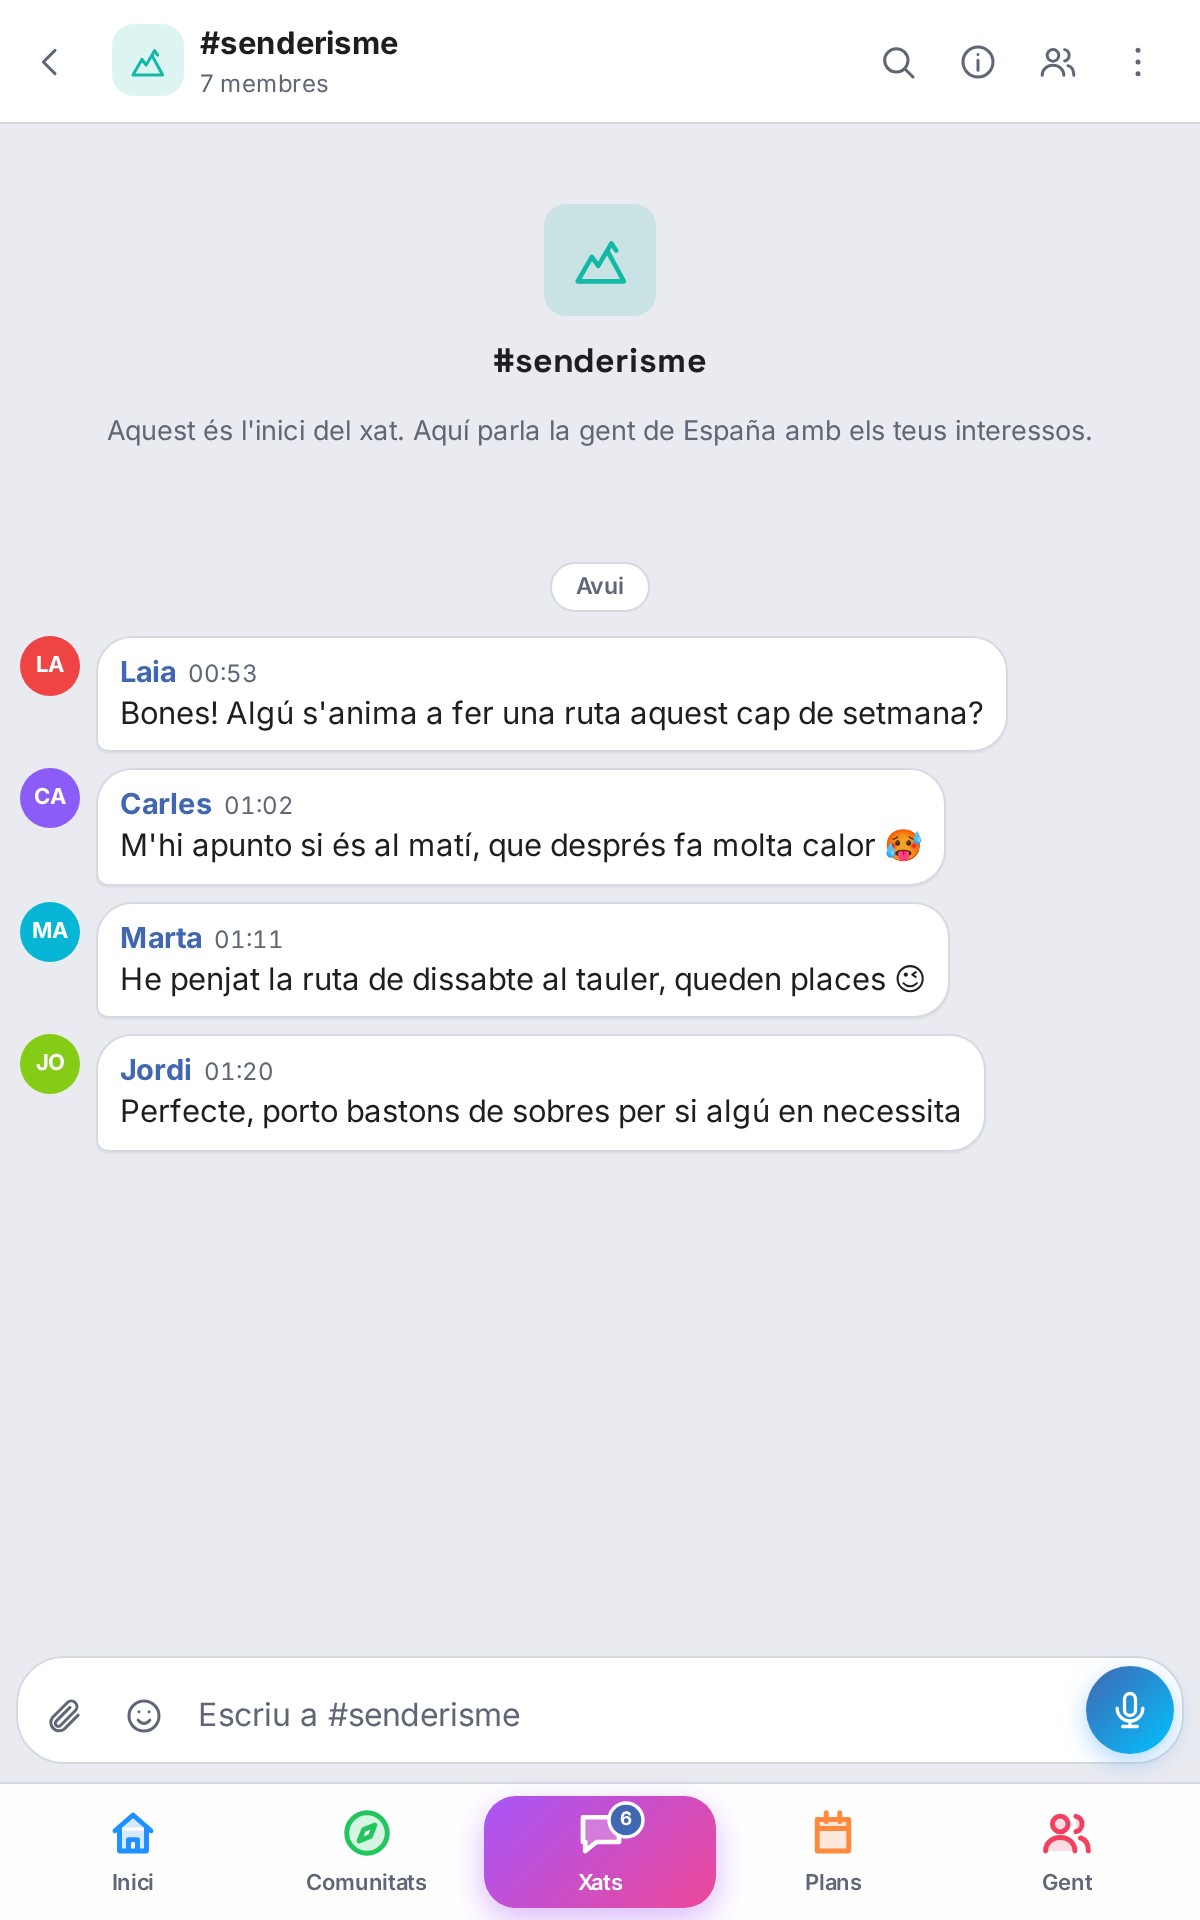 #senderisme
7 membres
#senderisme
Aquest és l'inici del xat. Aquí parla la gent de España amb els teus interessos.
Avui
LA
Laia 00:53
Bones! Algú s'anima a fer una ruta aquest cap de setmana?
CA
Carles 01:02
M'hi apunto si és al matí, que després fa molta calor 🥵
MA
Marta 01:11
He penjat la ruta de dissabte al tauler, queden places 😉
JO
Jordi 01:20
Perfecte, porto bastons de sobres per si algú en necessita
Escriu a #senderisme
6
Inici
Comunitats
Xats
Plans
Gent